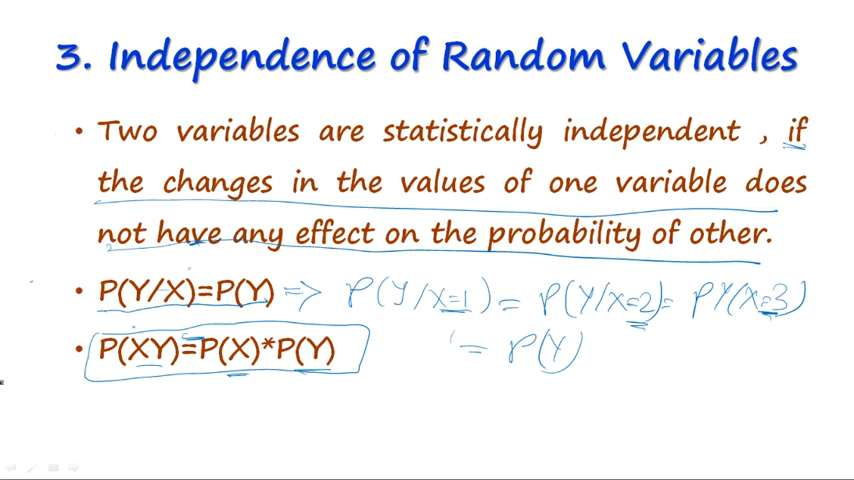 3. Independence of Random Variables
• Two variables are statistically independent , if
the changes in the values of one variable does
not have any effect on the probability of other.
• P(Y/X)=P(Y) => P(Y/X=1) = P(Y/X=2) = PY(X=3)
• P(XY)=P(X)*P(Y) = P(Y)